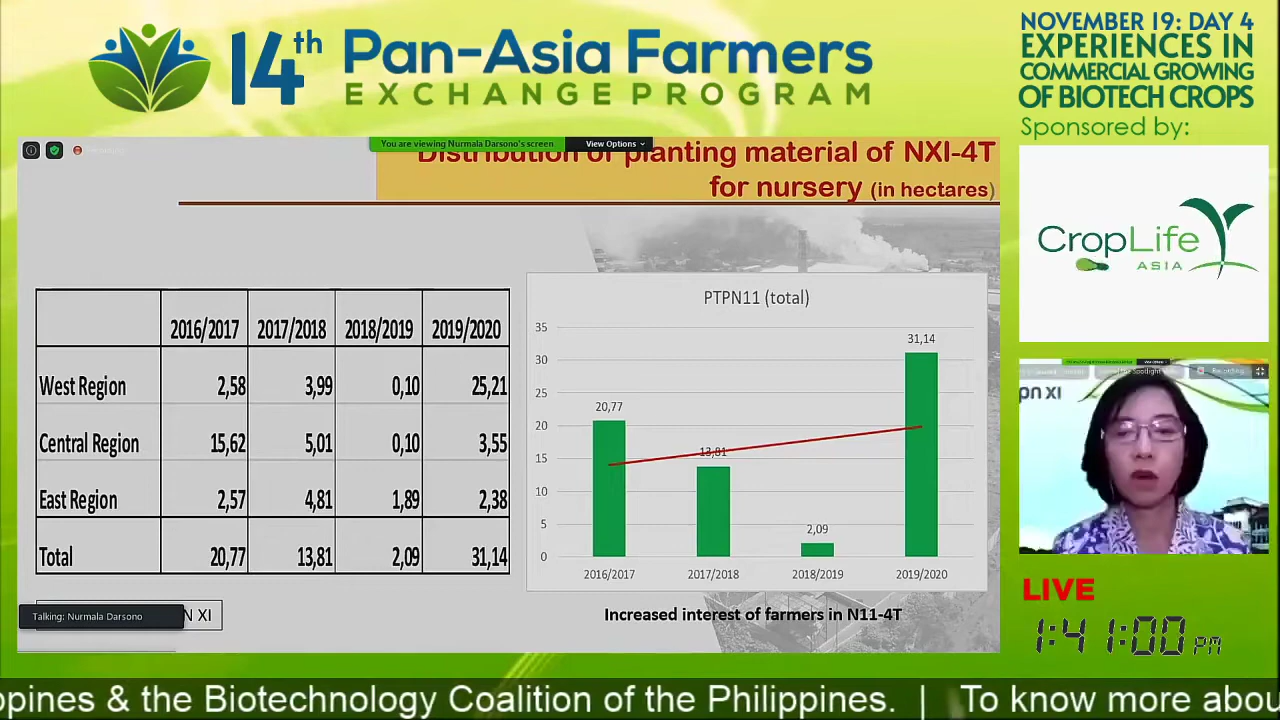 14th Pan-Asia Farmers
EXCHANGE PROGRAM
NOVEMBER 19: DAY 4
EXPERIENCES IN
COMMERCIAL GROWING
OF BIOTECH CROPS
Sponsored by:
CropLife
ASIA
You are viewing Nurmala Darsono's screen
View Options
Distribution of planting material of NXI-4T
for nursery (in hectares)
2016/2017 2017/2018 2018/2019 2019/2020
West Region 2,58 3,99 0,10 25,21
Central Region 15,62 5,01 0,10 3,55
East Region 2,57 4,81 1,89 2,38
Total 20,77 13,81 2,09 31,14
PTPN11 (total)
35
30
25
20
15
10
5
0
20,77
13,81
2,09
31,14
2016/2017 2017/2018 2018/2019 2019/2020
Increased interest of farmers in N11-4T
Talking: Nurmala Darsono
N XI
pn XI
LIVE
1:41:00 PM
ppines & the Biotechnology Coalition of the Philippines. | To know more abou